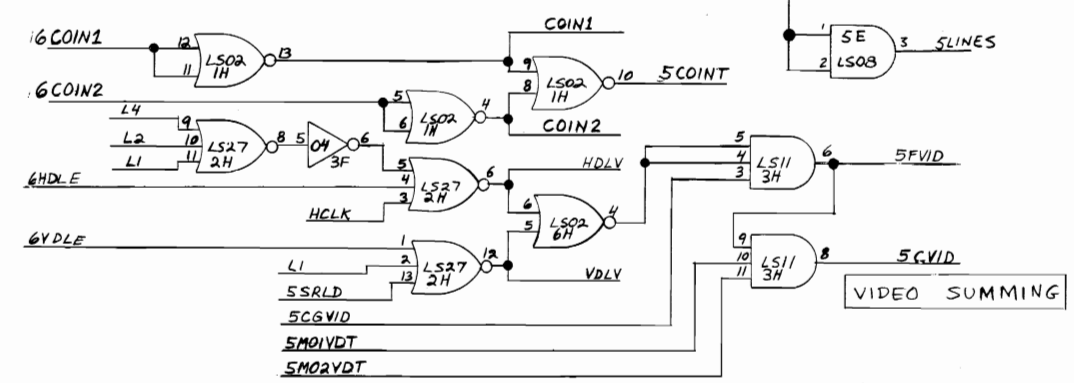 COIN1
6COIN1
12
13
11
LS02
1H
9
8
LS02
1H
10
5COINT
1
2
5E
LS08
3
5LINES
6COIN2
5
6
LS02
1H
4
COIN2
L4
9
L2
10
L1
11
LS27
2H
8
5
04
3F
6
6HDLE
5
4
3
LS27
2H
6
HDLV
HCLK
6
5
LS02
6H
4
5
4
3
LS11
3H
6
5FVID
6VDLE
1
2
13
LS27
2H
12
L1
VDLV
5SRLD
9
10
11
LS11
3H
8
5GVID
VIDEO SUMMING
5CGVID
5MO1VDT
5MO2VDT